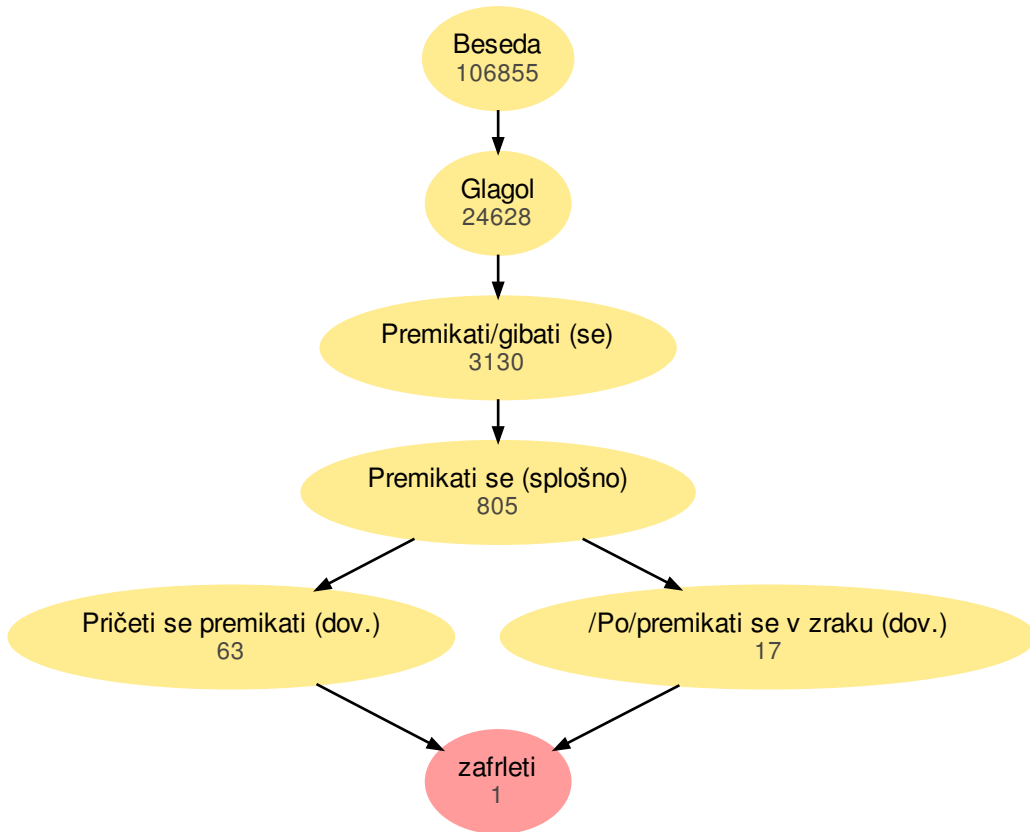 Beseda
106855
Glagol
24628
Premikati/gibati (se)
3130
Premikati se (splošno)
805
Pričeti se premikati (dov.)
63
/Po/premikati se v zraku (dov.)
17
zafrleti
1